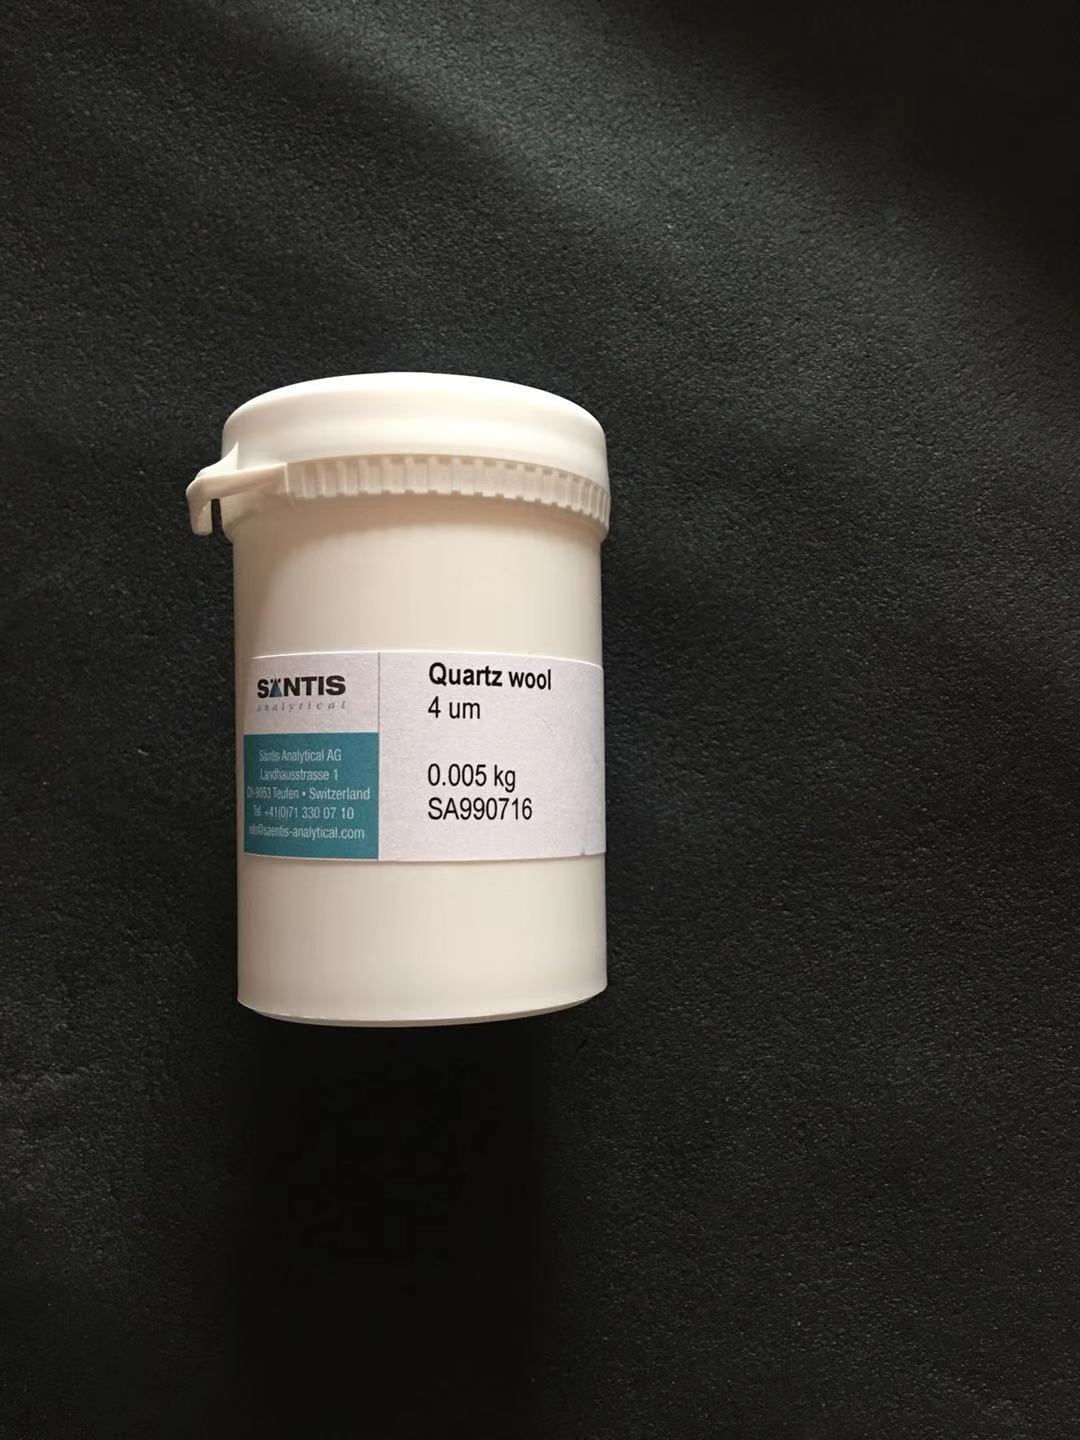 SÄNTIS
analytical
Säntis Analytical AG
Landhausstrasse 1
CH-9053 Teufen • Switzerland
Tel. +41(0)71 330 07 10
info@saentis-analytical.com
Quartz wool
4 um
0.005 kg
SA990716